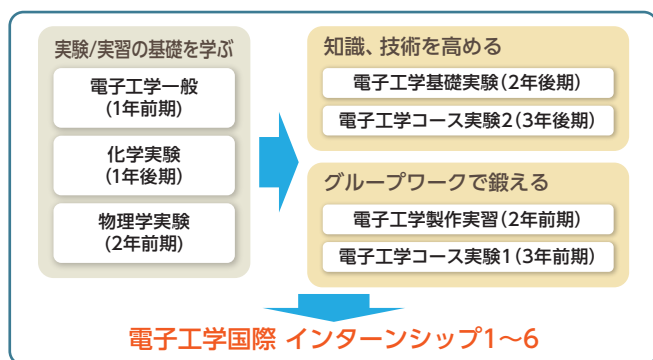 実験/実習の基礎を学ぶ
電子工学一般
(1年前期)
化学実験
(1年後期)
物理学実験
(2年前期)
知識、技術を高める
電子工学基礎実験(2年後期)
電子工学コース実験2(3年後期)
グループワークで鍛える
電子工学製作実習(2年前期)
電子工学コース実験1(3年前期)
電子工学国際 インターンシップ1〜6